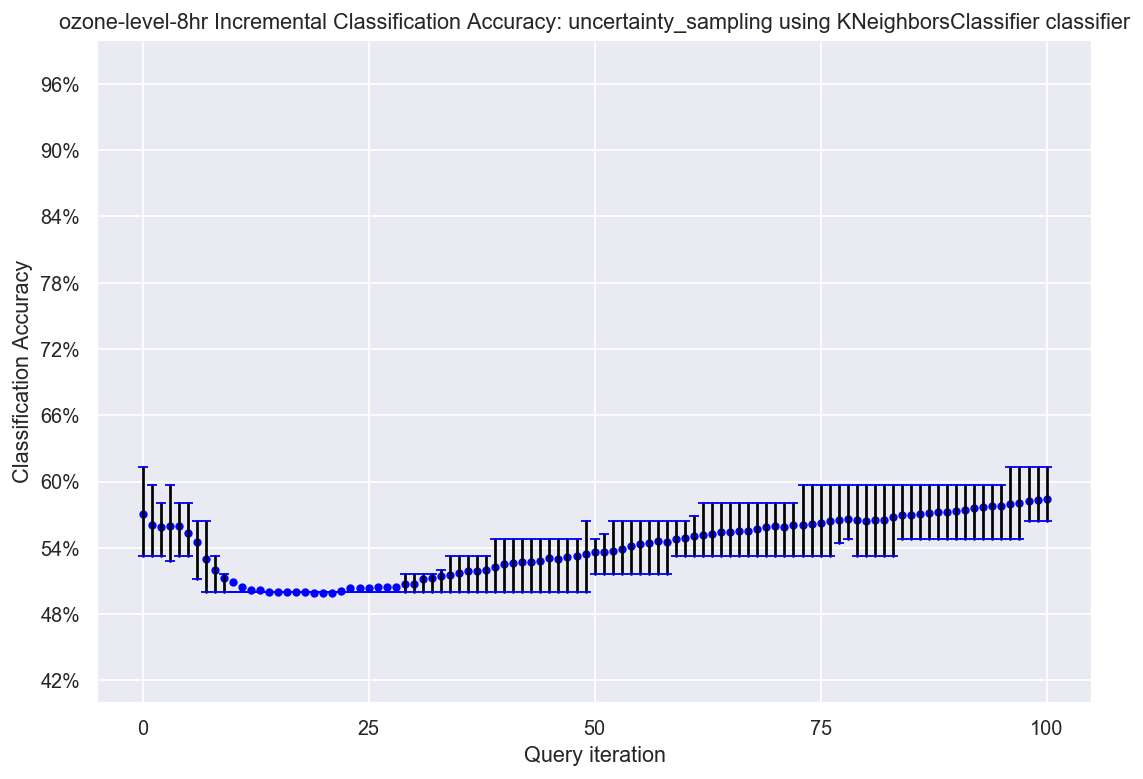 ozone-level-8hr Incremental Classification Accuracy: uncertainty_sampling using KNeighborsClassifier classifier
96%
90%
84%
78%
72%
66%
60%
54%
48%
42%
Classification Accuracy
0 25 50 75 100
Query iteration